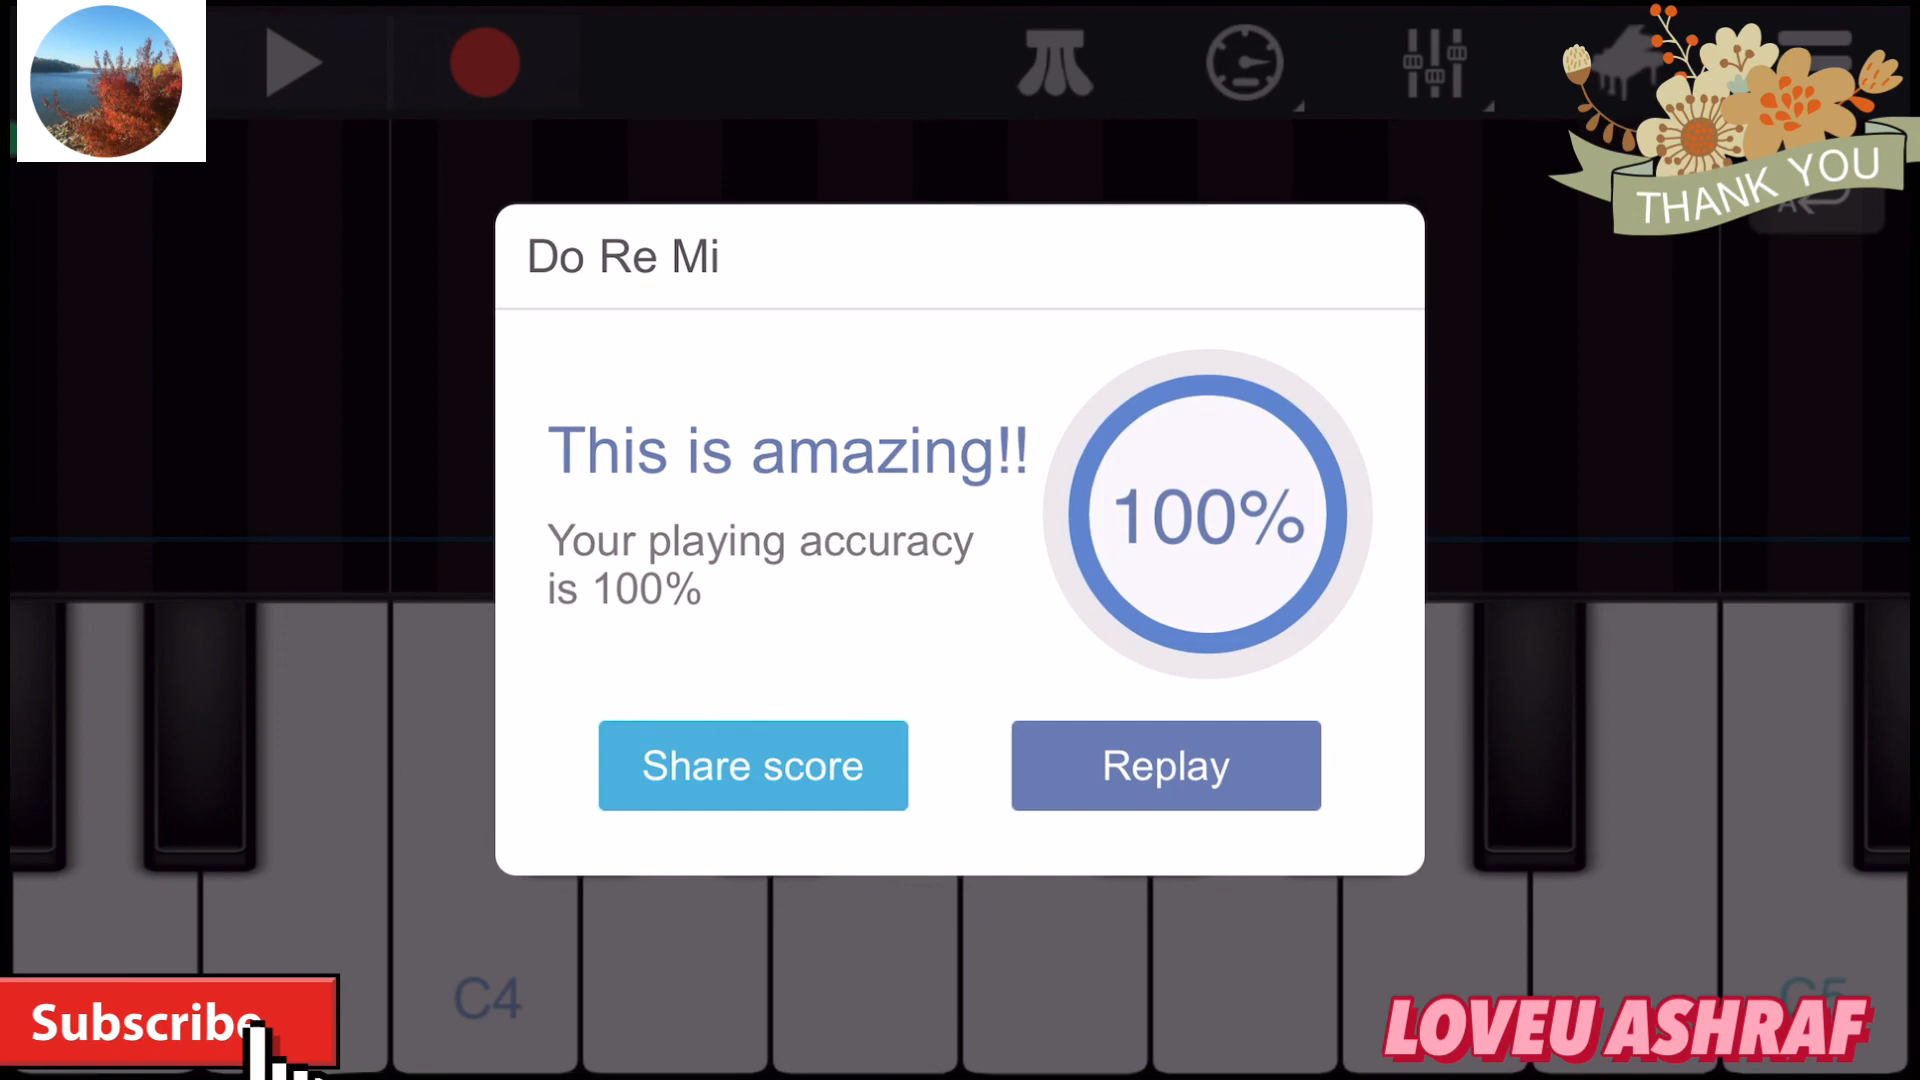 THANK YOU
Do Re Mi
This is amazing!!
Your playing accuracy
is 100%
100%
Share score
Replay
C4
C5
Subscribe
LOVEU ASHRAF